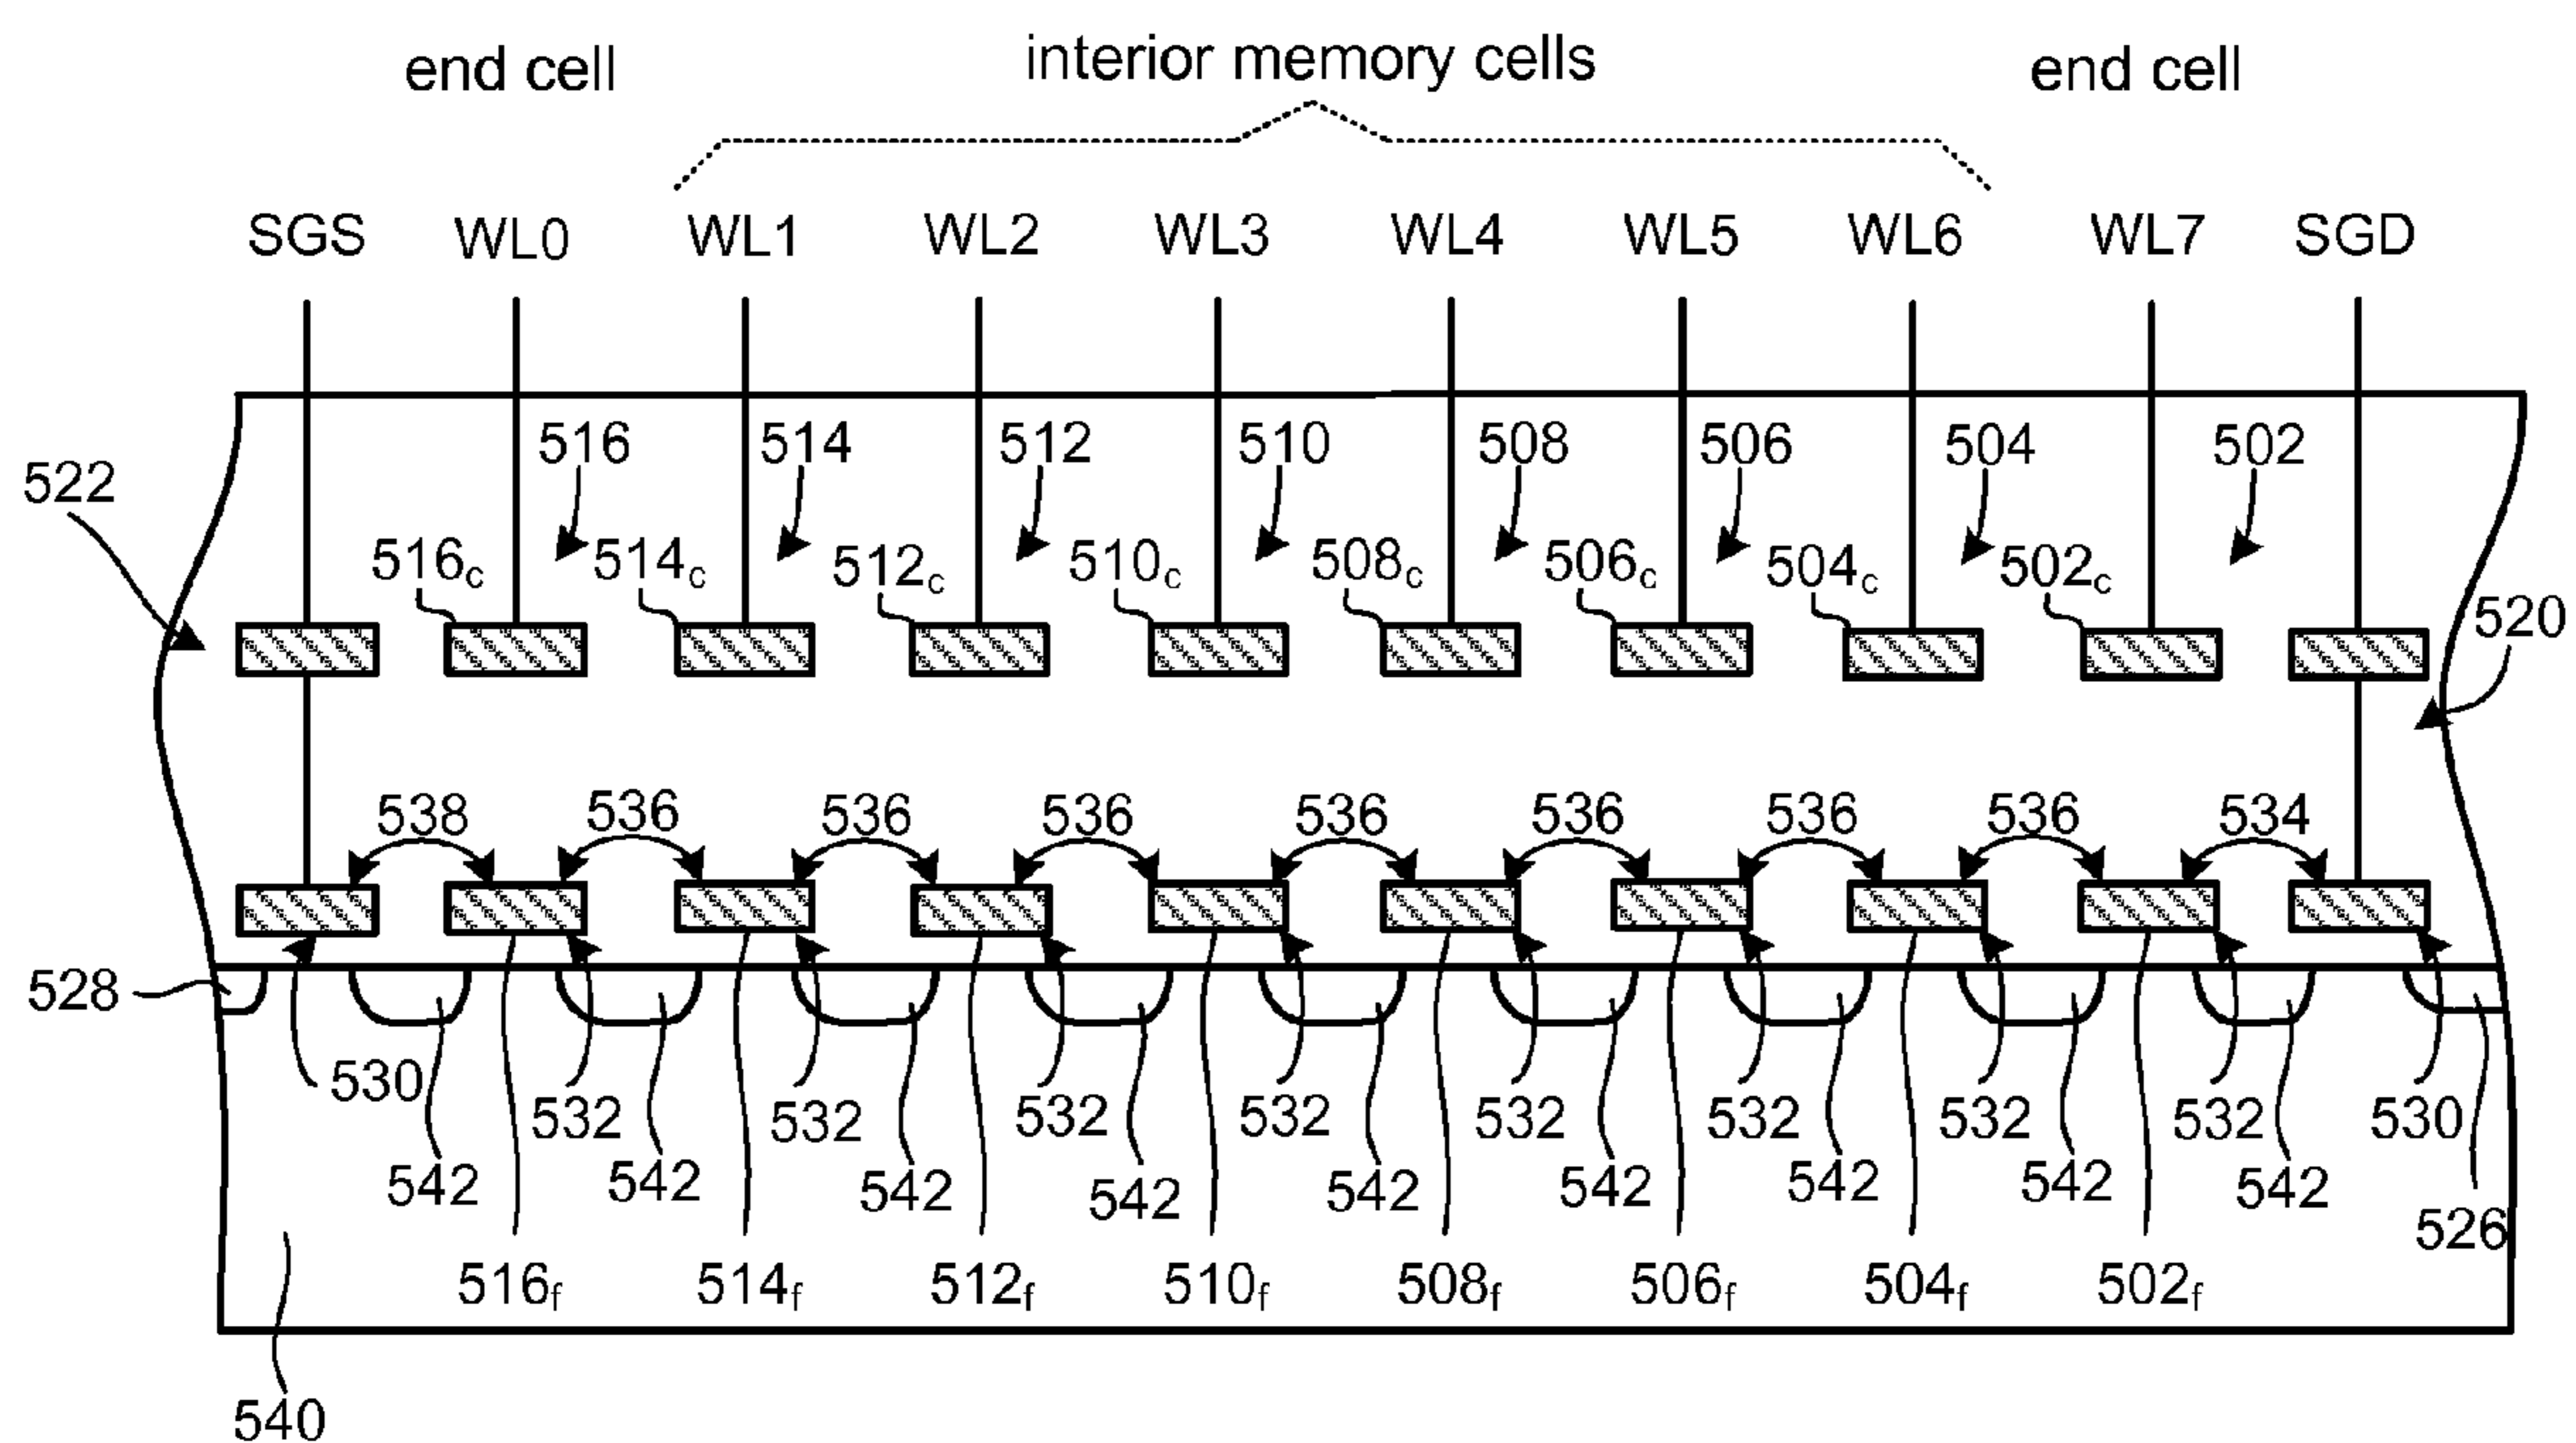 end cell interior memory cells end cell
SGS WL0 WL1 WL2 WL3 WL4 WL5 WL6 WL7 SGD
516 514 512 510 508 506 504 502
522
516c 514c 512c 510c 508c 506c 504c 502c
520
538 536 536 536 536 536 536 536 534
528
530 532 532 532 532 532 532 532 532 530
542 542 542 542 542 542 542 542 542
526
516f 514f 512f 510f 508f 506f 504f 502f
540